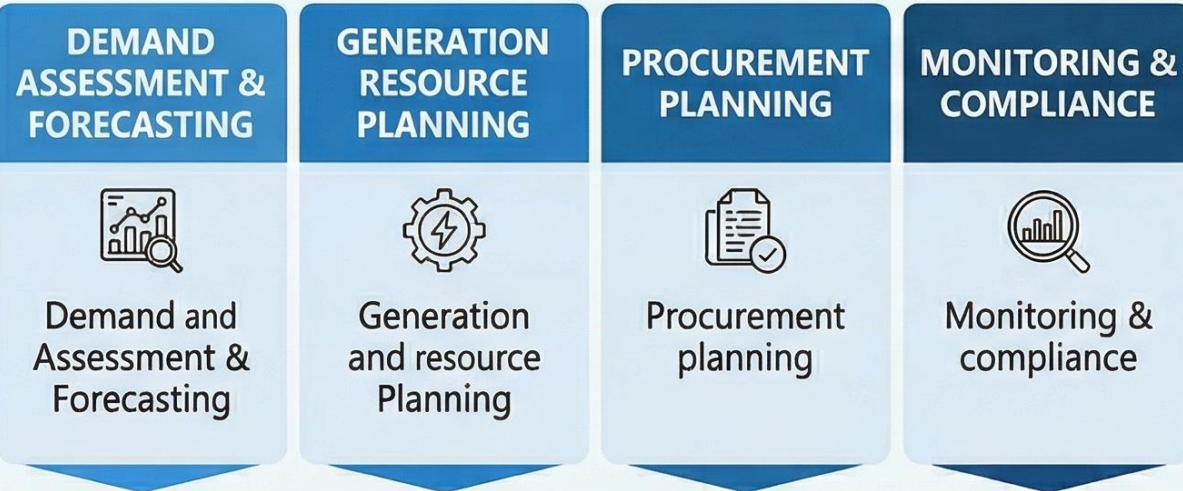 DEMAND
ASSESSMENT &
FORECASTING
Demand and
Assessment &
Forecasting
GENERATION
RESOURCE
PLANNING
Generation
and resource
Planning
PROCUREMENT
PLANNING
Procurement
planning
MONITORING &
COMPLIANCE
Monitoring &
compliance